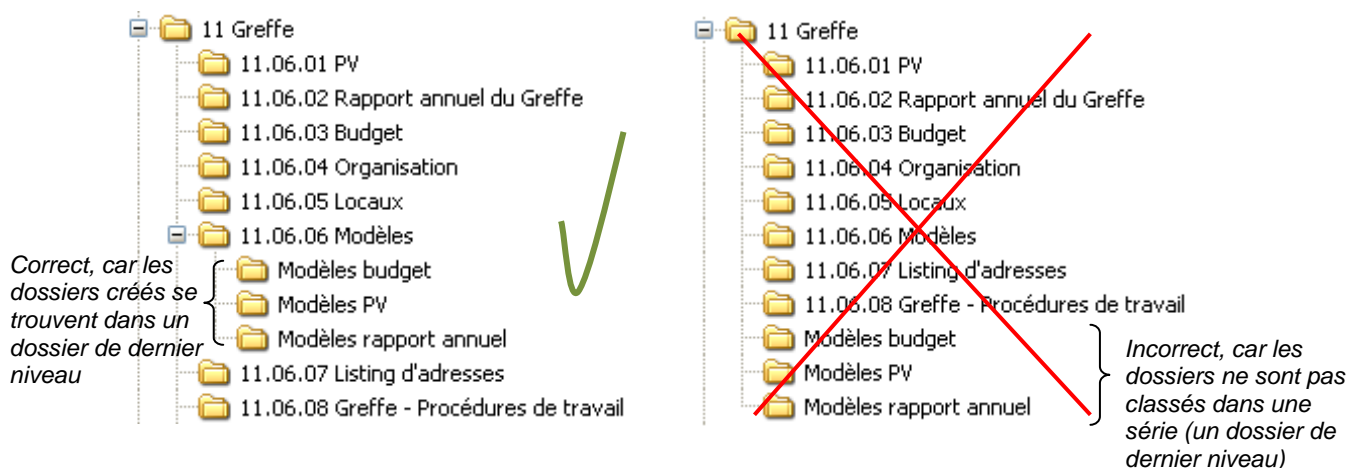 11 Greffe
11.06.01 PV
11.06.02 Rapport annuel du Greffe
11.06.03 Budget
11.06.04 Organisation
11.06.05 Locaux
11.06.06 Modèles
Modèles budget
Modèles PV
Modèles rapport annuel
11.06.07 Listing d'adresses
11.06.08 Greffe - Procédures de travail
Correct, car les
dossiers créés se
trouvent dans un
dossier de dernier
niveau
11 Greffe
11.06.01 PV
11.06.02 Rapport annuel du Greffe
11.06.03 Budget
11.06.04 Organisation
11.06.05 Locaux
11.06.06 Modèles
11.06.07 Listing d'adresses
11.06.08 Greffe - Procédures de travail
Modèles budget
Modèles PV
Modèles rapport annuel
Incorrect, car les
dossiers ne sont pas
classés dans une
série (un dossier de
dernier niveau)